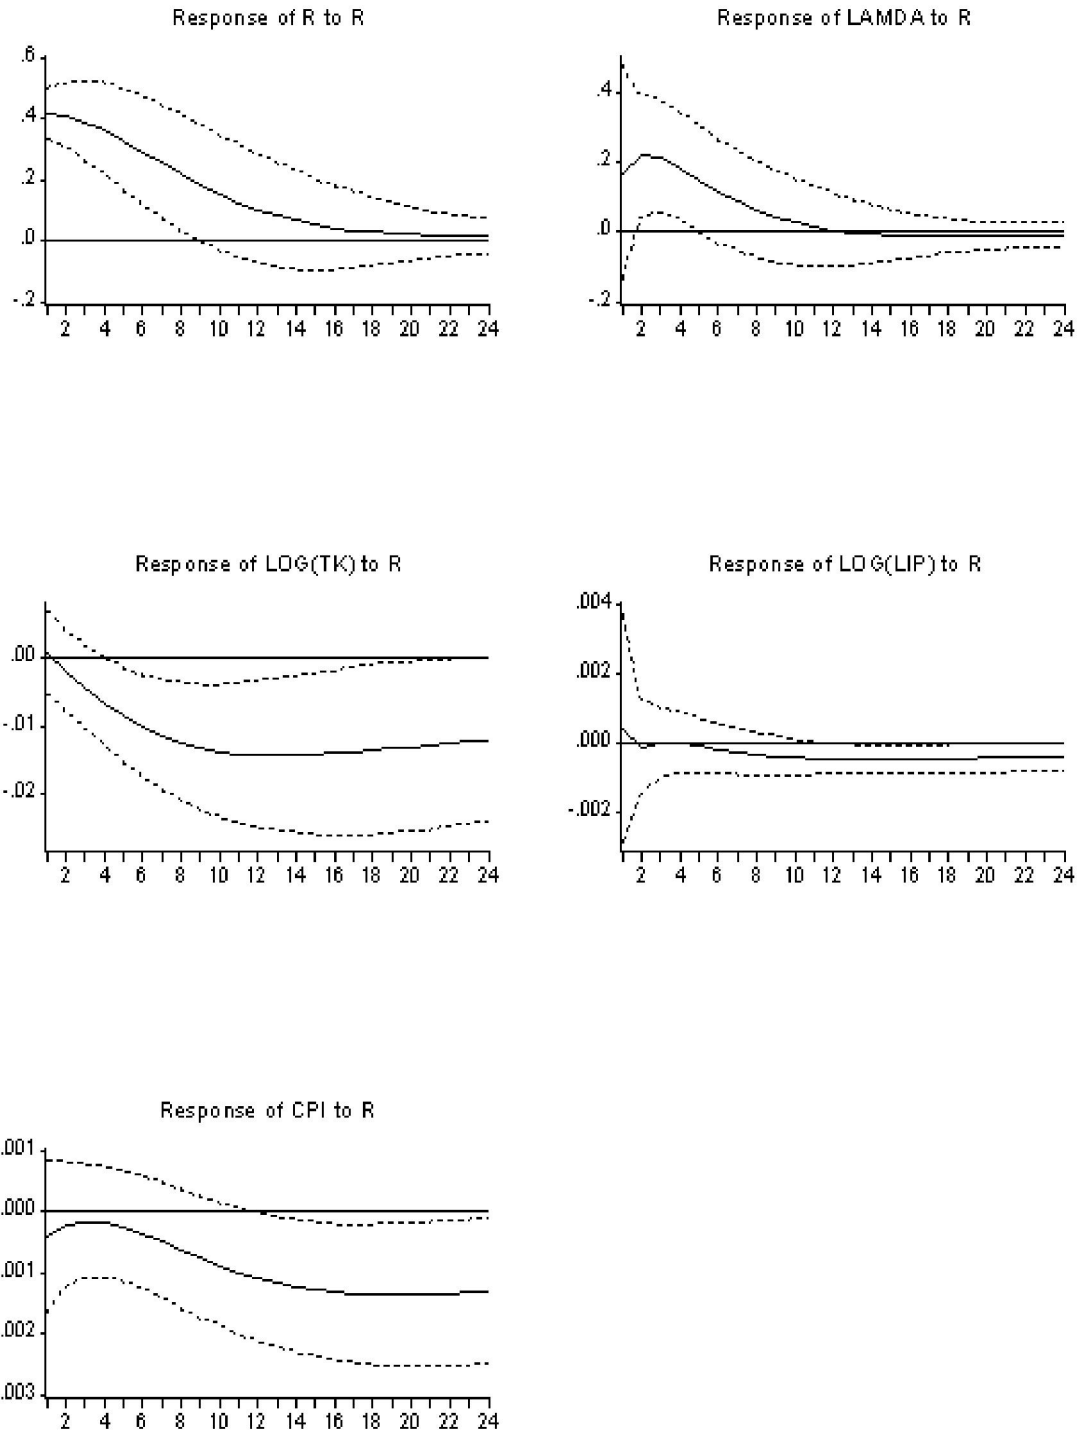 Response of R to R
.6
.4
.2
.0
-.2
2 4 6 8 10 12 14 16 18 20 22 24
Response of LAMDA to R
.4
.2
.0
-.2
2 4 6 8 10 12 14 16 18 20 22 24
Response of LOG(TK) to R
.00
-.01
-.02
2 4 6 8 10 12 14 16 18 20 22 24
Response of LOG(LIP) to R
.004
.002
.000
-.002
2 4 6 8 10 12 14 16 18 20 22 24
Response of CPI to R
.001
.000
.001
.002
.003
2 4 6 8 10 12 14 16 18 20 22 24